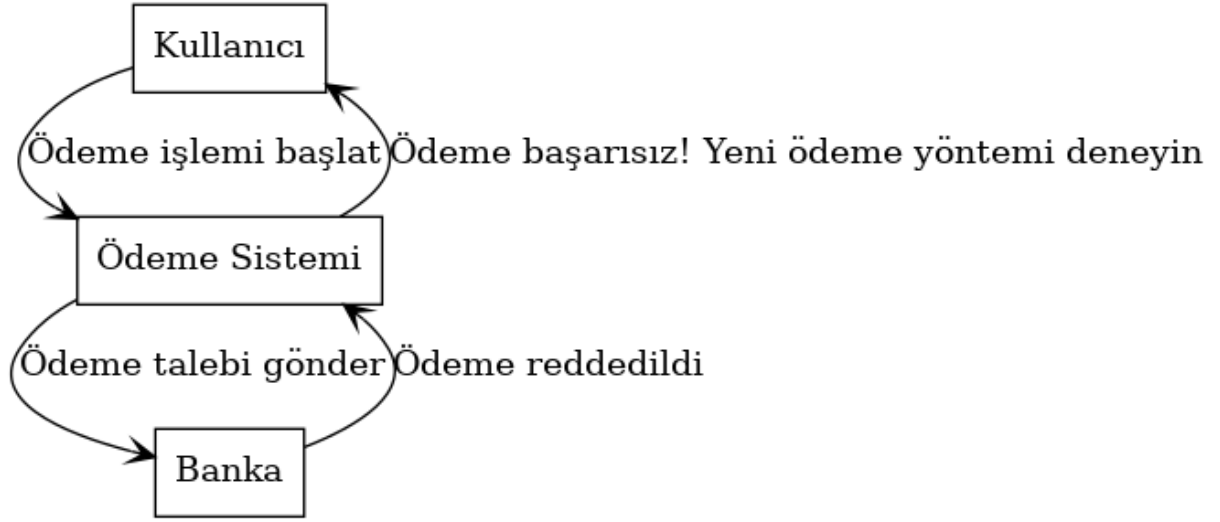 Kullanıcı
Ödeme işlemi başlat
Ödeme başarısız! Yeni ödeme yöntemi deneyin
Ödeme Sistemi
Ödeme talebi gönder
Ödeme reddedildi
Banka